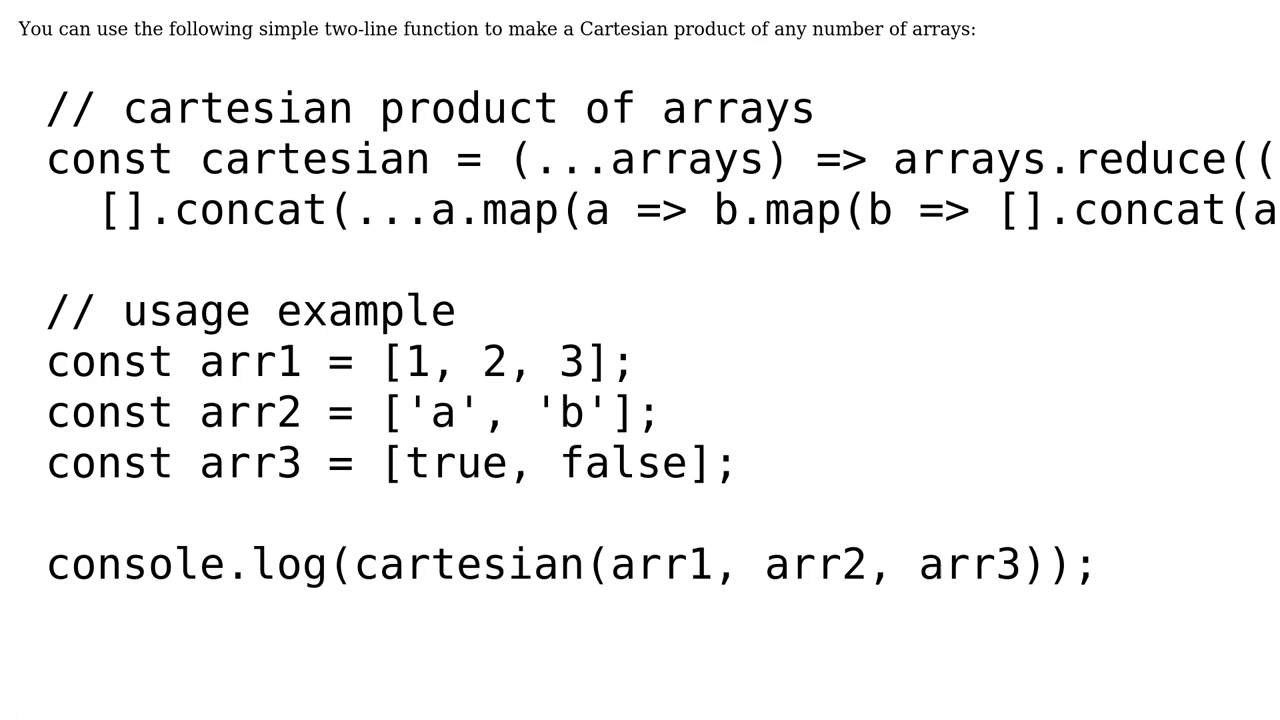 You can use the following simple two-line function to make a Cartesian product of any number of arrays:
// cartesian product of arrays
const cartesian = (...arrays) => arrays.reduce((
[].concat(...a.map(a => b.map(b => [].concat(a
// usage example
const arr1 = [1, 2, 3];
const arr2 = ['a', 'b'];
const arr3 = [true, false];
console.log(cartesian(arr1, arr2, arr3));